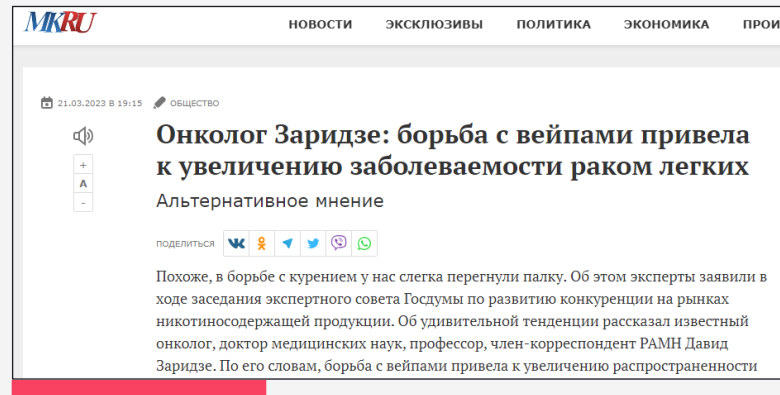 MKRU
НОВОСТИ ЭКСКЛЮЗИВЫ ПОЛИТИКА ЭКОНОМИКА ПРОИ
21.03.2023 В 19:15 ОБЩЕСТВО
Онколог Заридзе: борьба с вейпами привела
к увеличению заболеваемости раком легких
+
A
-
Альтернативное мнение
ПОДЕЛИТЬСЯ
Похоже, в борьбе с курением у нас слегка перегнули палку. Об этом эксперты заявили в
ходе заседания экспертного совета Госдумы по развитию конкуренции на рынках
никотиносодержащей продукции. Об удивительной тенденции рассказал известный
онколог, доктор медицинских наук, профессор, член-корреспондент РАМН Давид
Заридзе. По его словам, борьба с вейпами привела к увеличению распространенности